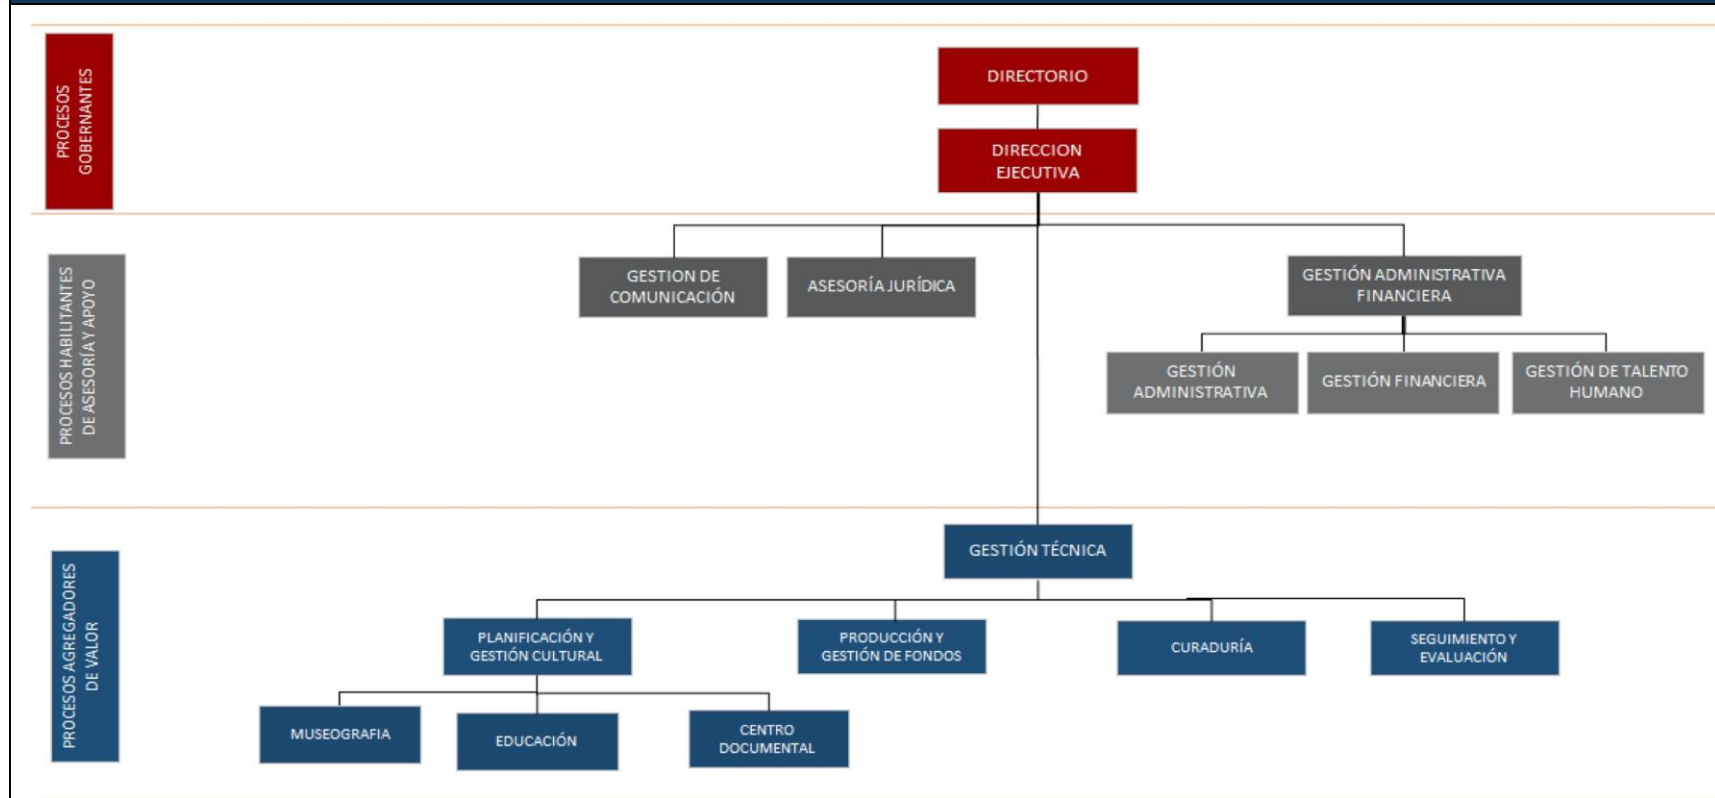 PROCESOS
GOBERNANTES
DIRECTORIO
DIRECCION
EJECUTIVA
PROCESOS HABILITANTES
DE ASESORÍA Y APOYO
GESTION DE
COMUNICACIÓN
ASESORÍA JURÍDICA
GESTIÓN ADMINISTRATIVA
FINANCIERA
GESTIÓN
ADMINISTRATIVA
GESTIÓN FINANCIERA
GESTIÓN DE TALENTO
HUMANO
PROCESOS AGREGADORES
DE VALOR
GESTIÓN TÉCNICA
PLANIFICACIÓN Y
GESTIÓN CULTURAL
PRODUCCIÓN Y
GESTIÓN DE FONDOS
CURADURÍA
SEGUIMIENTO Y
EVALUACIÓN
MUSEOGRAFIA
EDUCACIÓN
CENTRO
DOCUMENTAL